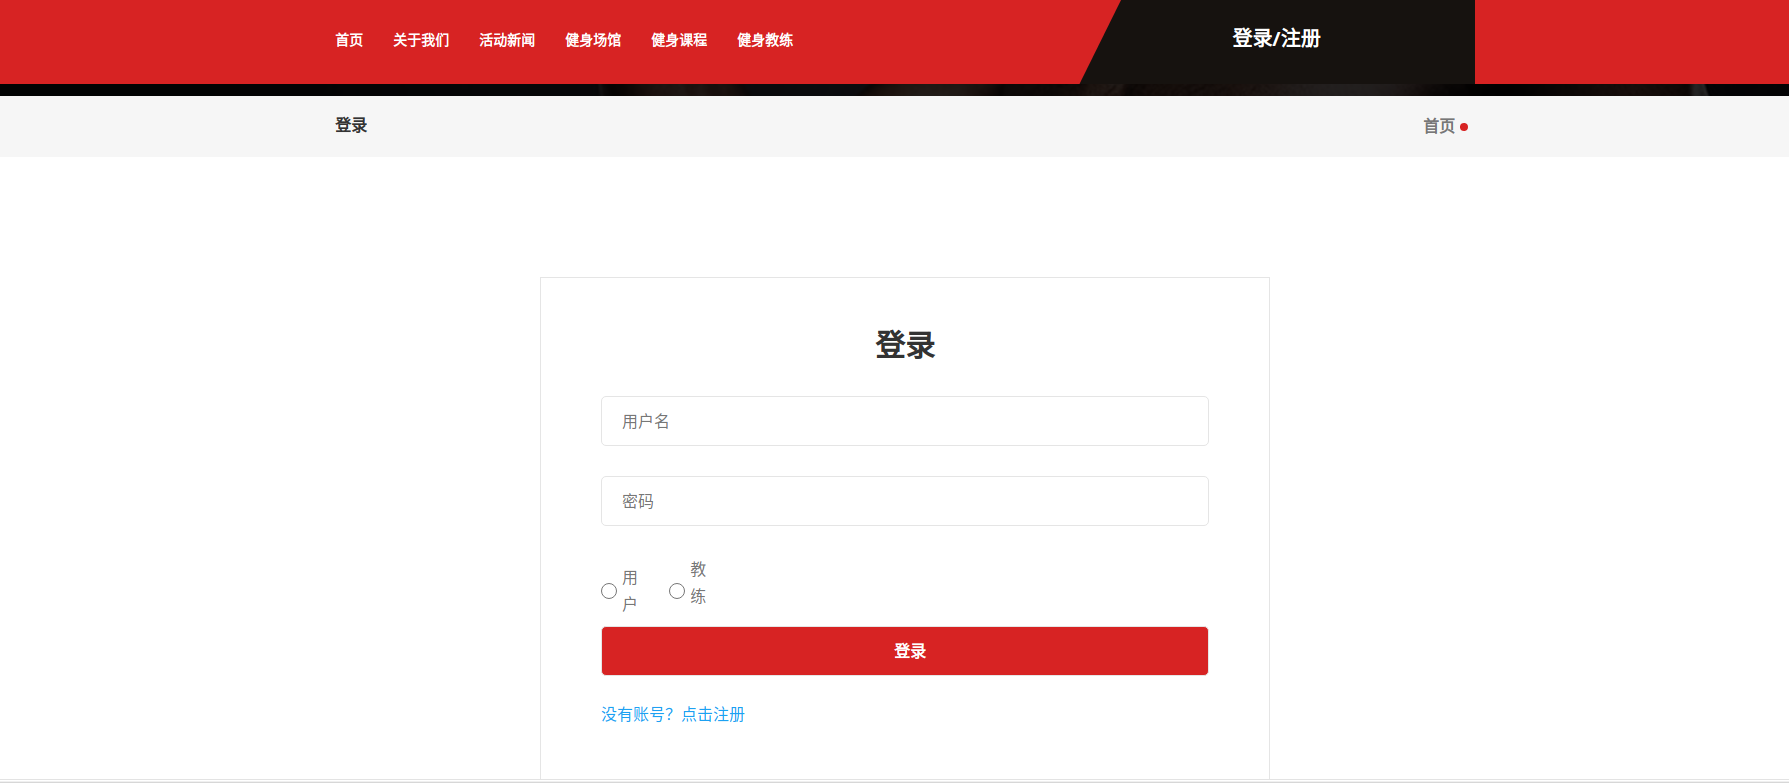 首页 关于我们 活动新闻 健身场馆 健身课程 健身教练 登录/注册
登录 首页
登录
用户名
密码
用户 教练
登录
没有账号？点击注册